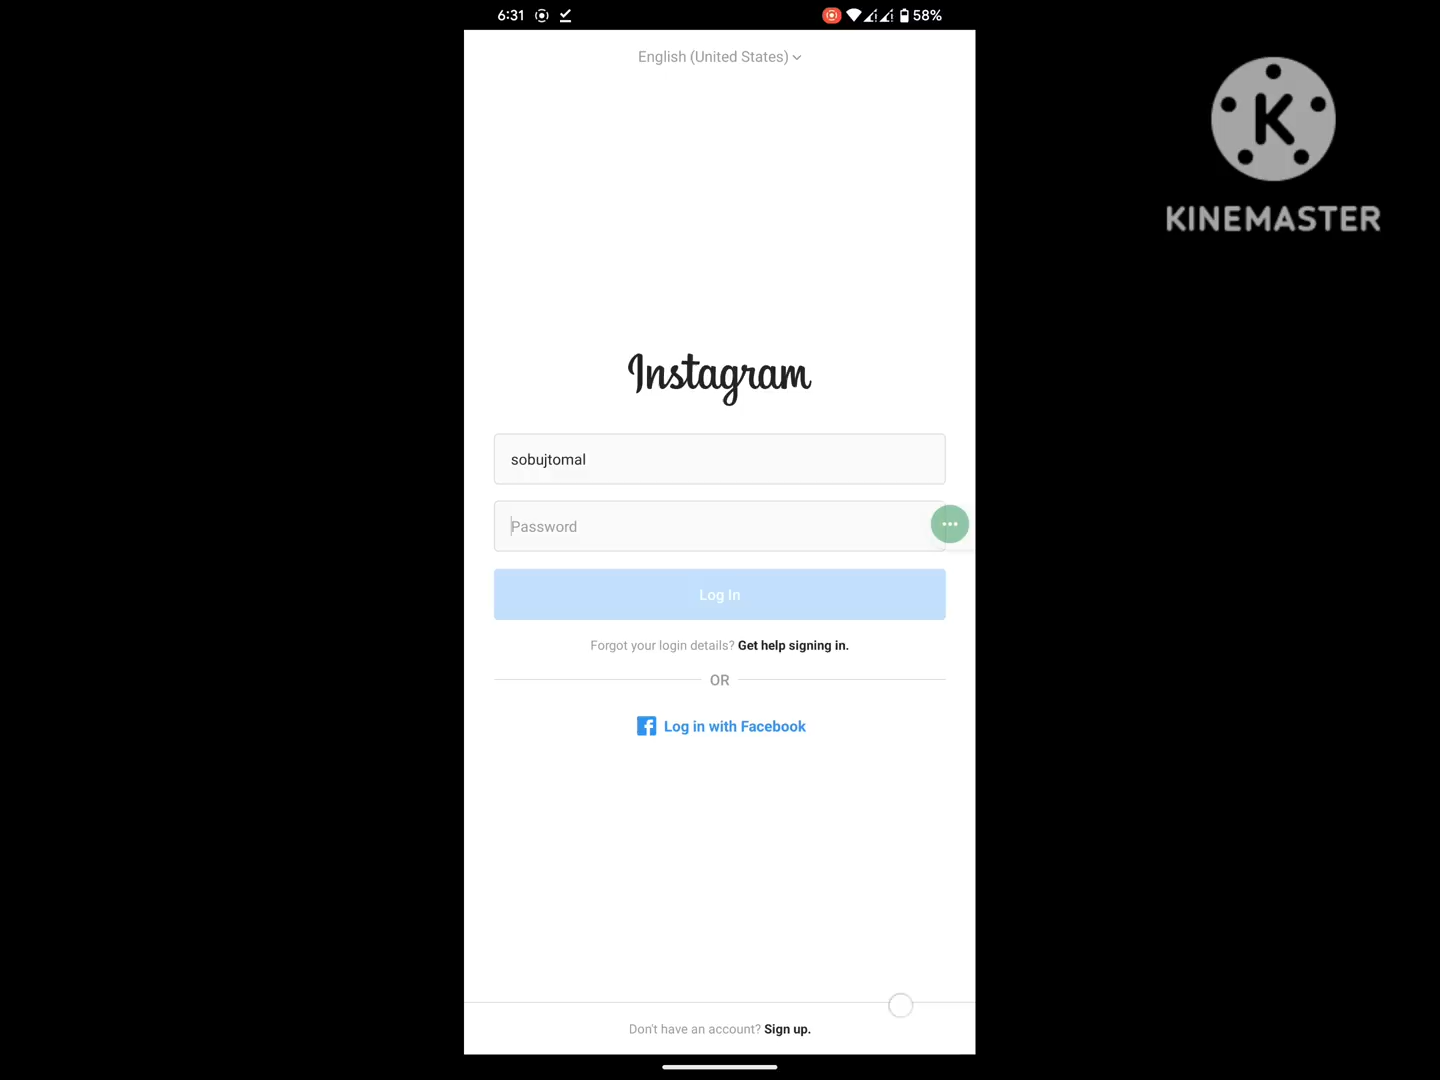 6:31
58%
English (United States)
K
KINEMASTER
Instagram
sobujtomal
Password
Log In
Forgot your login details? Get help signing in.
OR
f Log in with Facebook
Don't have an account? Sign up.